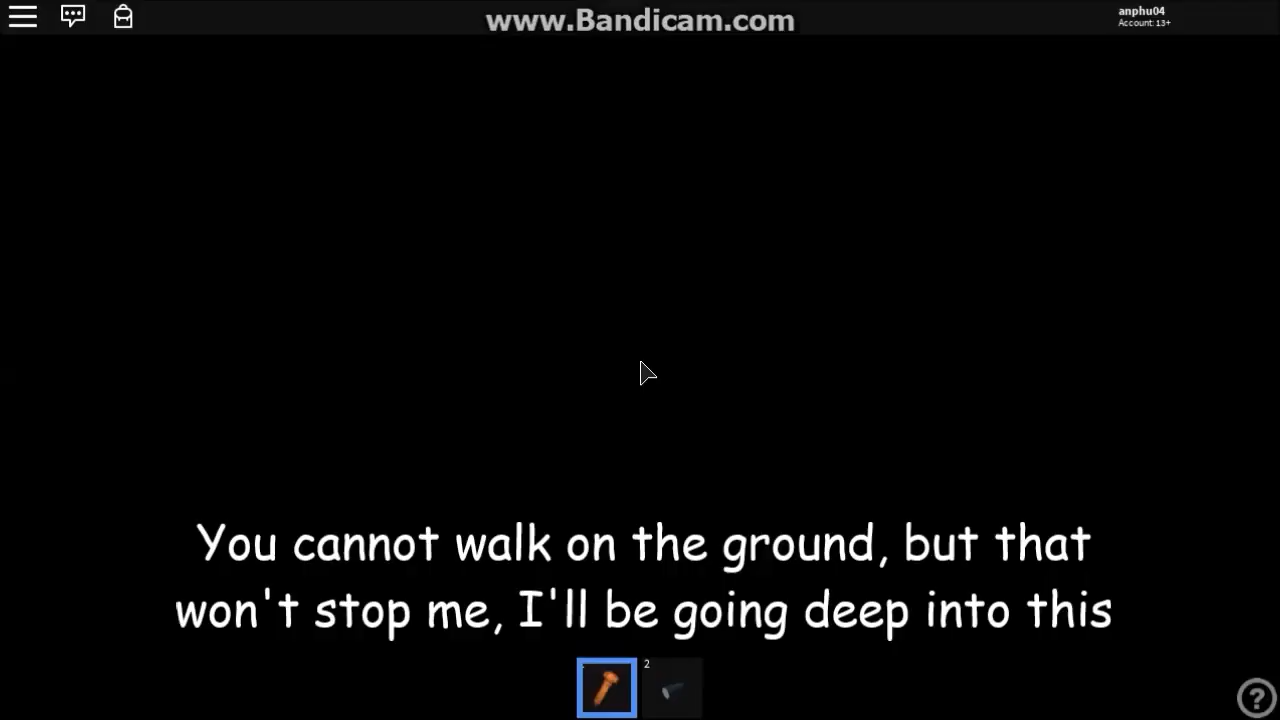 www.Bandicam.com
anphu04
Account: 13+
You cannot walk on the ground, but that
won't stop me, I'll be going deep into this
2
?